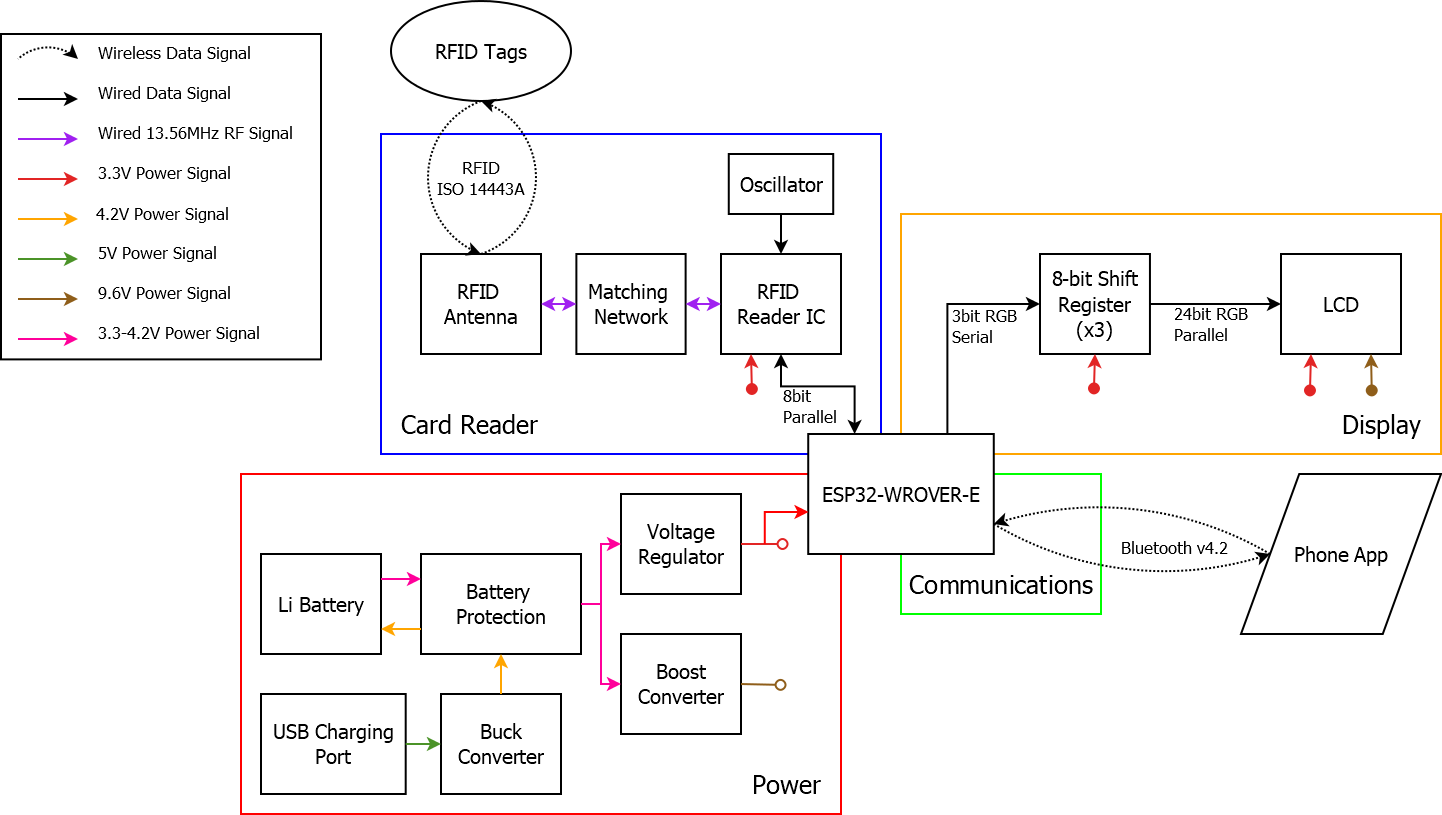 Wireless Data Signal
Wired Data Signal
Wired 13.56MHz RF Signal
3.3V Power Signal
4.2V Power Signal
5V Power Signal
9.6V Power Signal
3.3-4.2V Power Signal
RFID Tags
RFID
ISO 14443A
Oscillator
RFID
Antenna
Matching
Network
RFID
Reader IC
8bit
Parallel
Card Reader
3bit RGB
Serial
8-bit Shift
Register
(x3)
24bit RGB
Parallel
LCD
Display
ESP32-WROVER-E
Communications
Bluetooth v4.2
Phone App
Li Battery
Battery
Protection
Voltage
Regulator
Boost
Converter
USB Charging
Port
Buck
Converter
Power